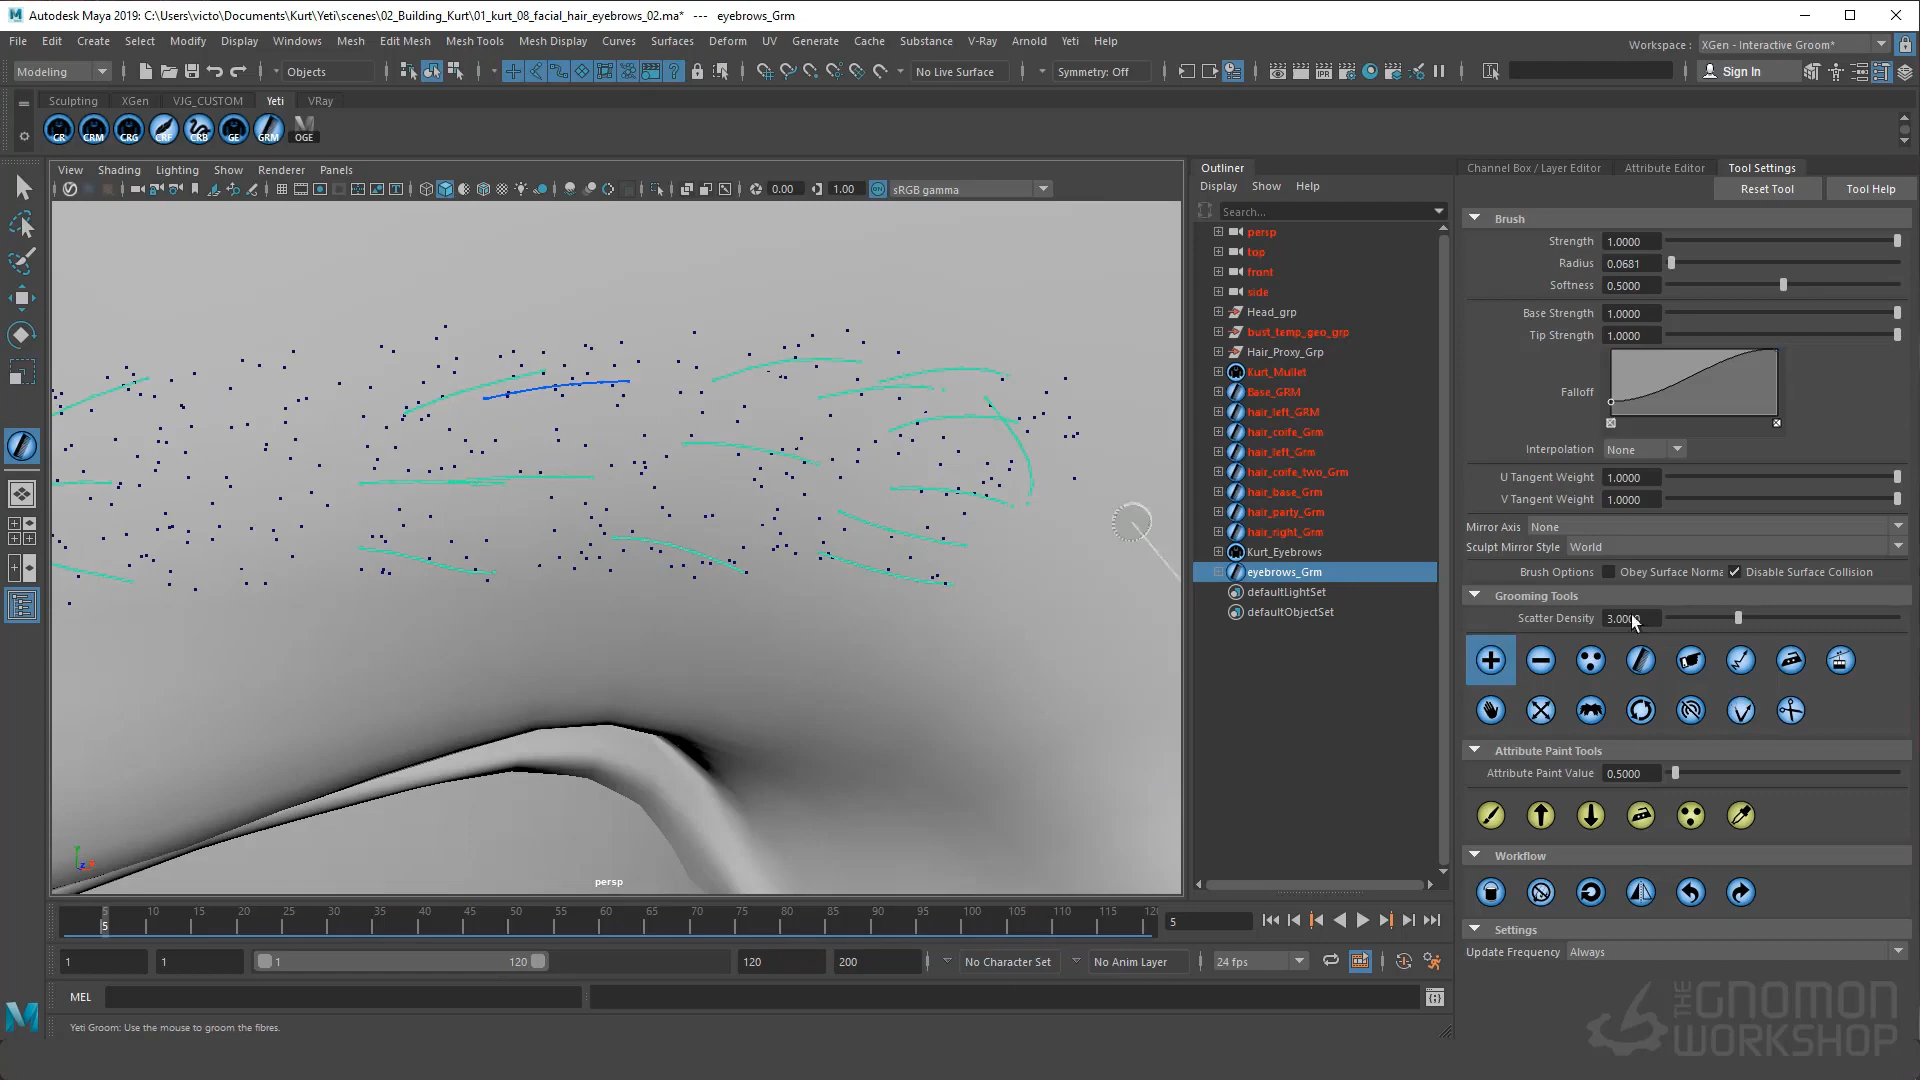 Autodesk Maya 2019: C:\Users\victo\Documents\Kurt\Yeti\scenes\02_Building_Kurt\01_kurt_08_facial_hair_eyebrows_02.ma* --- eyebrows_Grm
File Edit Create Select Modify Display Windows Mesh Edit Mesh Mesh Tools Mesh Display Curves Surfaces Deform UV Generate Cache Substance V-Ray Arnold Yeti Help
Workspace : XGen - Interactive Groom*
Modeling Objects No Live Surface Symmetry: Off Sign In
Sculpting XGen VJG_CUSTOM Yeti VRay
CR CRM CRG CRF CRB GE GRM OGE
View Shading Lighting Show Renderer Panels
0.00 1.00 sRGB gamma
persp
Outliner
Display Show Help
Search...
persp
top
front
side
Head_grp
bust_temp_geo_grp
Hair_Proxy_Grp
Kurt_Mullet
Base_GRM
hair_left_GRM
hair_coife_Grm
hair_left_Grm
hair_coife_two_Grm
hair_base_Grm
hair_party_Grm
hair_right_Grm
Kurt_Eyebrows
eyebrows_Grm
defaultLightSet
defaultObjectSet
Channel Box / Layer Editor Attribute Editor Tool Settings
Reset Tool Tool Help
Brush
Strength 1.0000
Radius 0.0681
Softness 0.5000
Base Strength 1.0000
Tip Strength 1.0000
Falloff
Interpolation None
U Tangent Weight 1.0000
V Tangent Weight 1.0000
Mirror Axis None
Sculpt Mirror Style World
Brush Options Obey Surface Norma Disable Surface Collision
Grooming Tools
Scatter Density
Attribute Paint Tools
Attribute Paint Value 0.5000
Workflow
Settings
Update Frequency Always
5 10 15 20 25 30 35 40 45 50 55 60 65 70 75 80 85 90 95 100 105 110 115
5
5
1 1 1 120 120 200 No Character Set No Anim Layer 24 fps
MEL
Yeti Groom: Use the mouse to groom the fibres.
THE GNOMON WORKSHOP